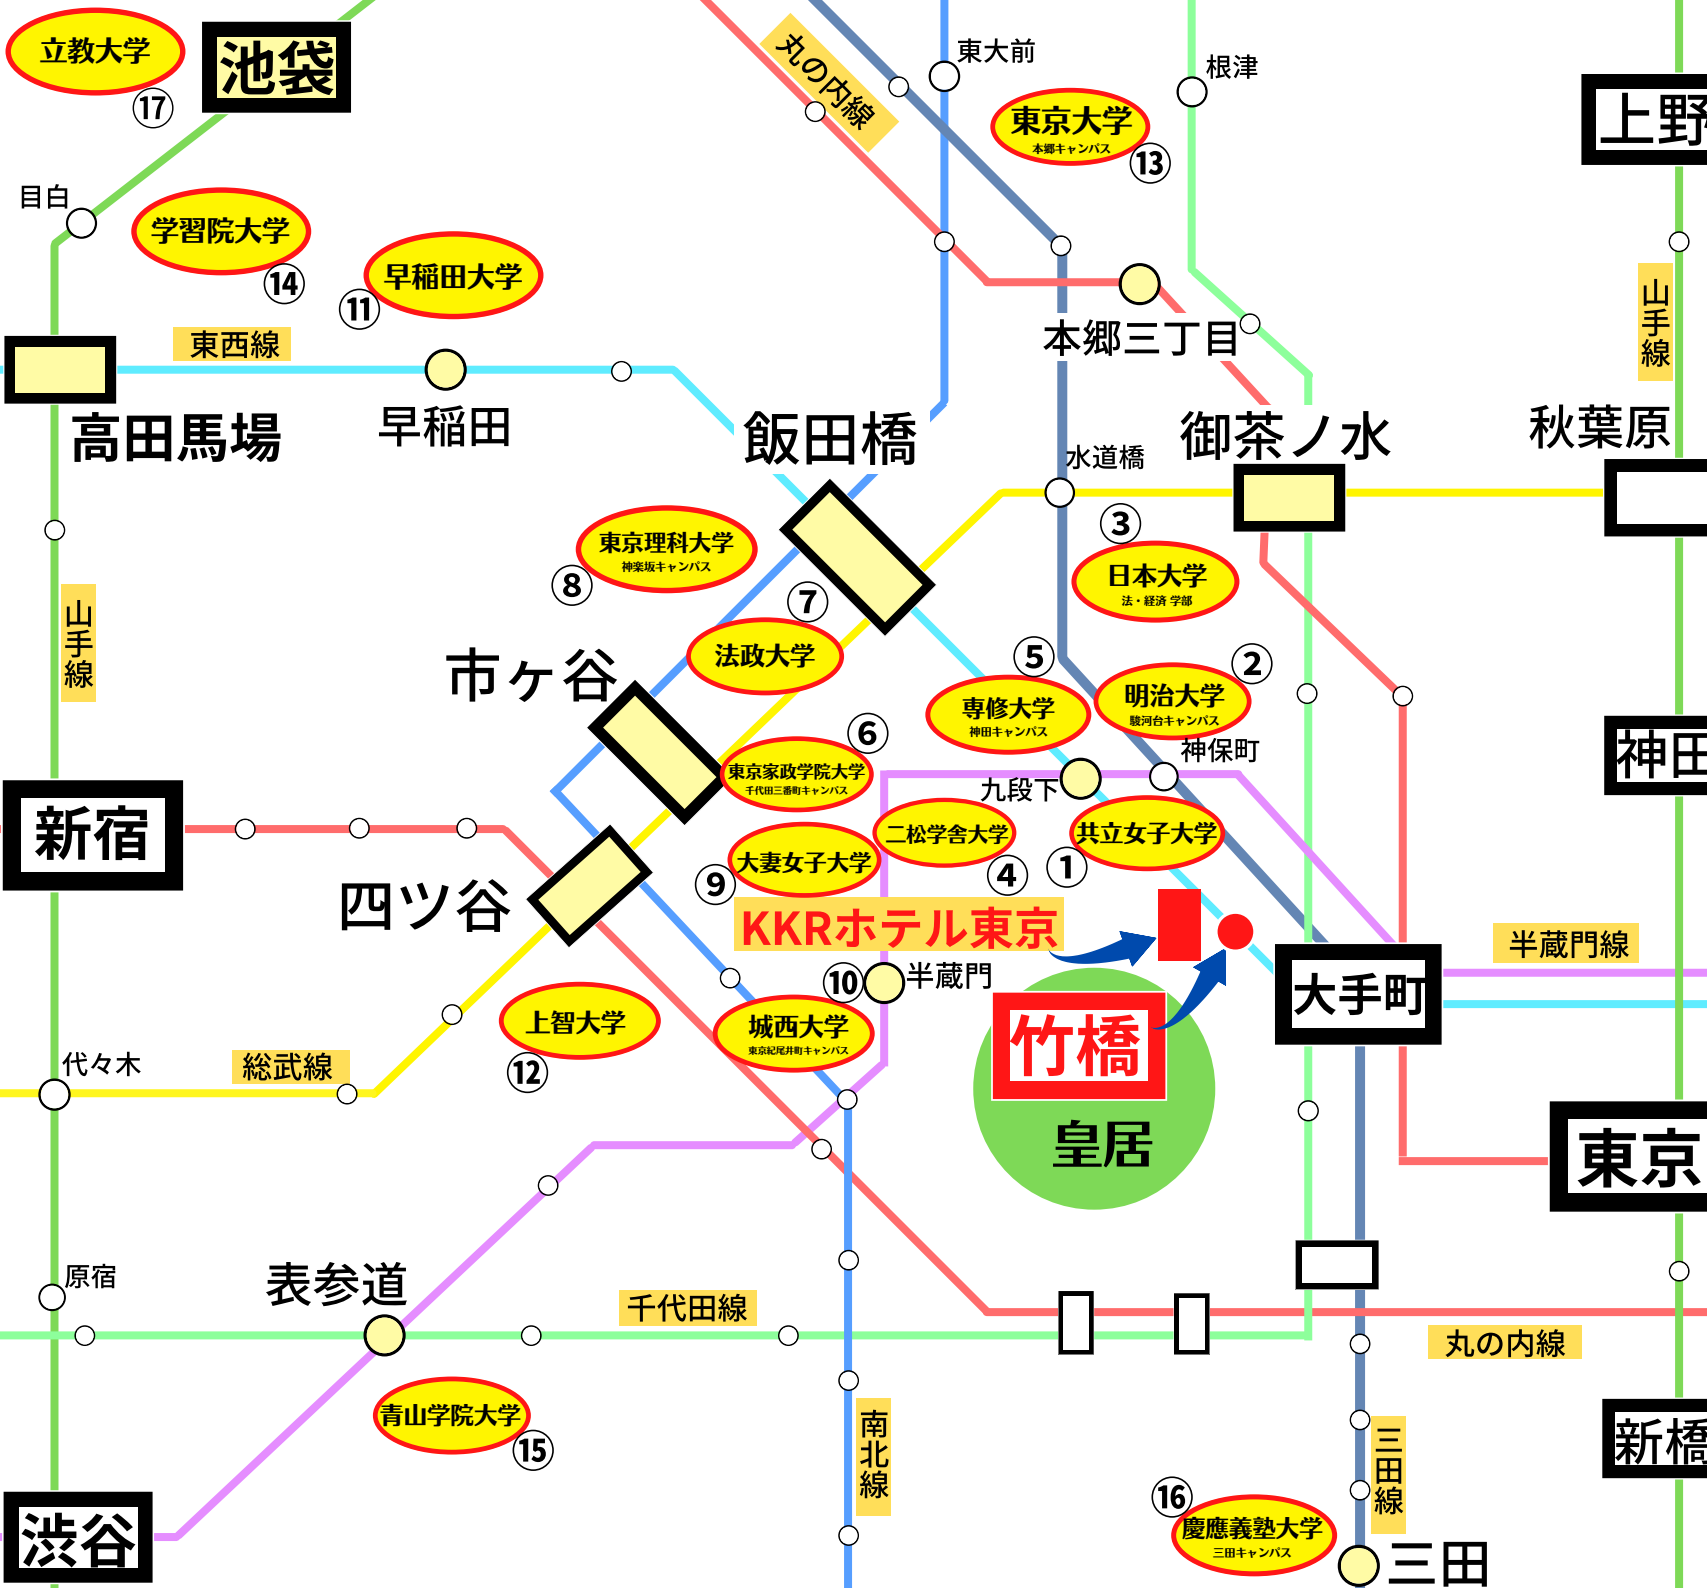 立教大学
⑰
池袋
丸の内線
東大前
根津
東京大学
本郷キャンパス
⑬
上野
目白
学習院大学
⑭
早稲田大学
⑪
東西線
早稲田
高田馬場
飯田橋
本郷三丁目
水道橋
御茶ノ水
秋葉原
山手線
東京理科大学
神楽坂キャンパス
⑧
⑦
法政大学
③
日本大学
法・経済 学部
山手線
市ヶ谷
⑤
専修大学
神田キャンパス
②
明治大学
駿河台キャンパス
神保町
神田
⑥
東京家政学院大学
千代田三番町キャンパス
九段下
新宿
四ツ谷
大妻女子大学
⑨
二松学舎大学
④
共立女子大学
①
KKRホテル東京
⑩
半蔵門
半蔵門線
大手町
竹橋
皇居
上智大学
⑫
城西大学
東京紀尾井町キャンパス
代々木
総武線
東京
原宿
表参道
千代田線
丸の内線
青山学院大学
⑮
南北線
三田線
新橋
⑯
慶應義塾大学
三田キャンパス
三田
渋谷